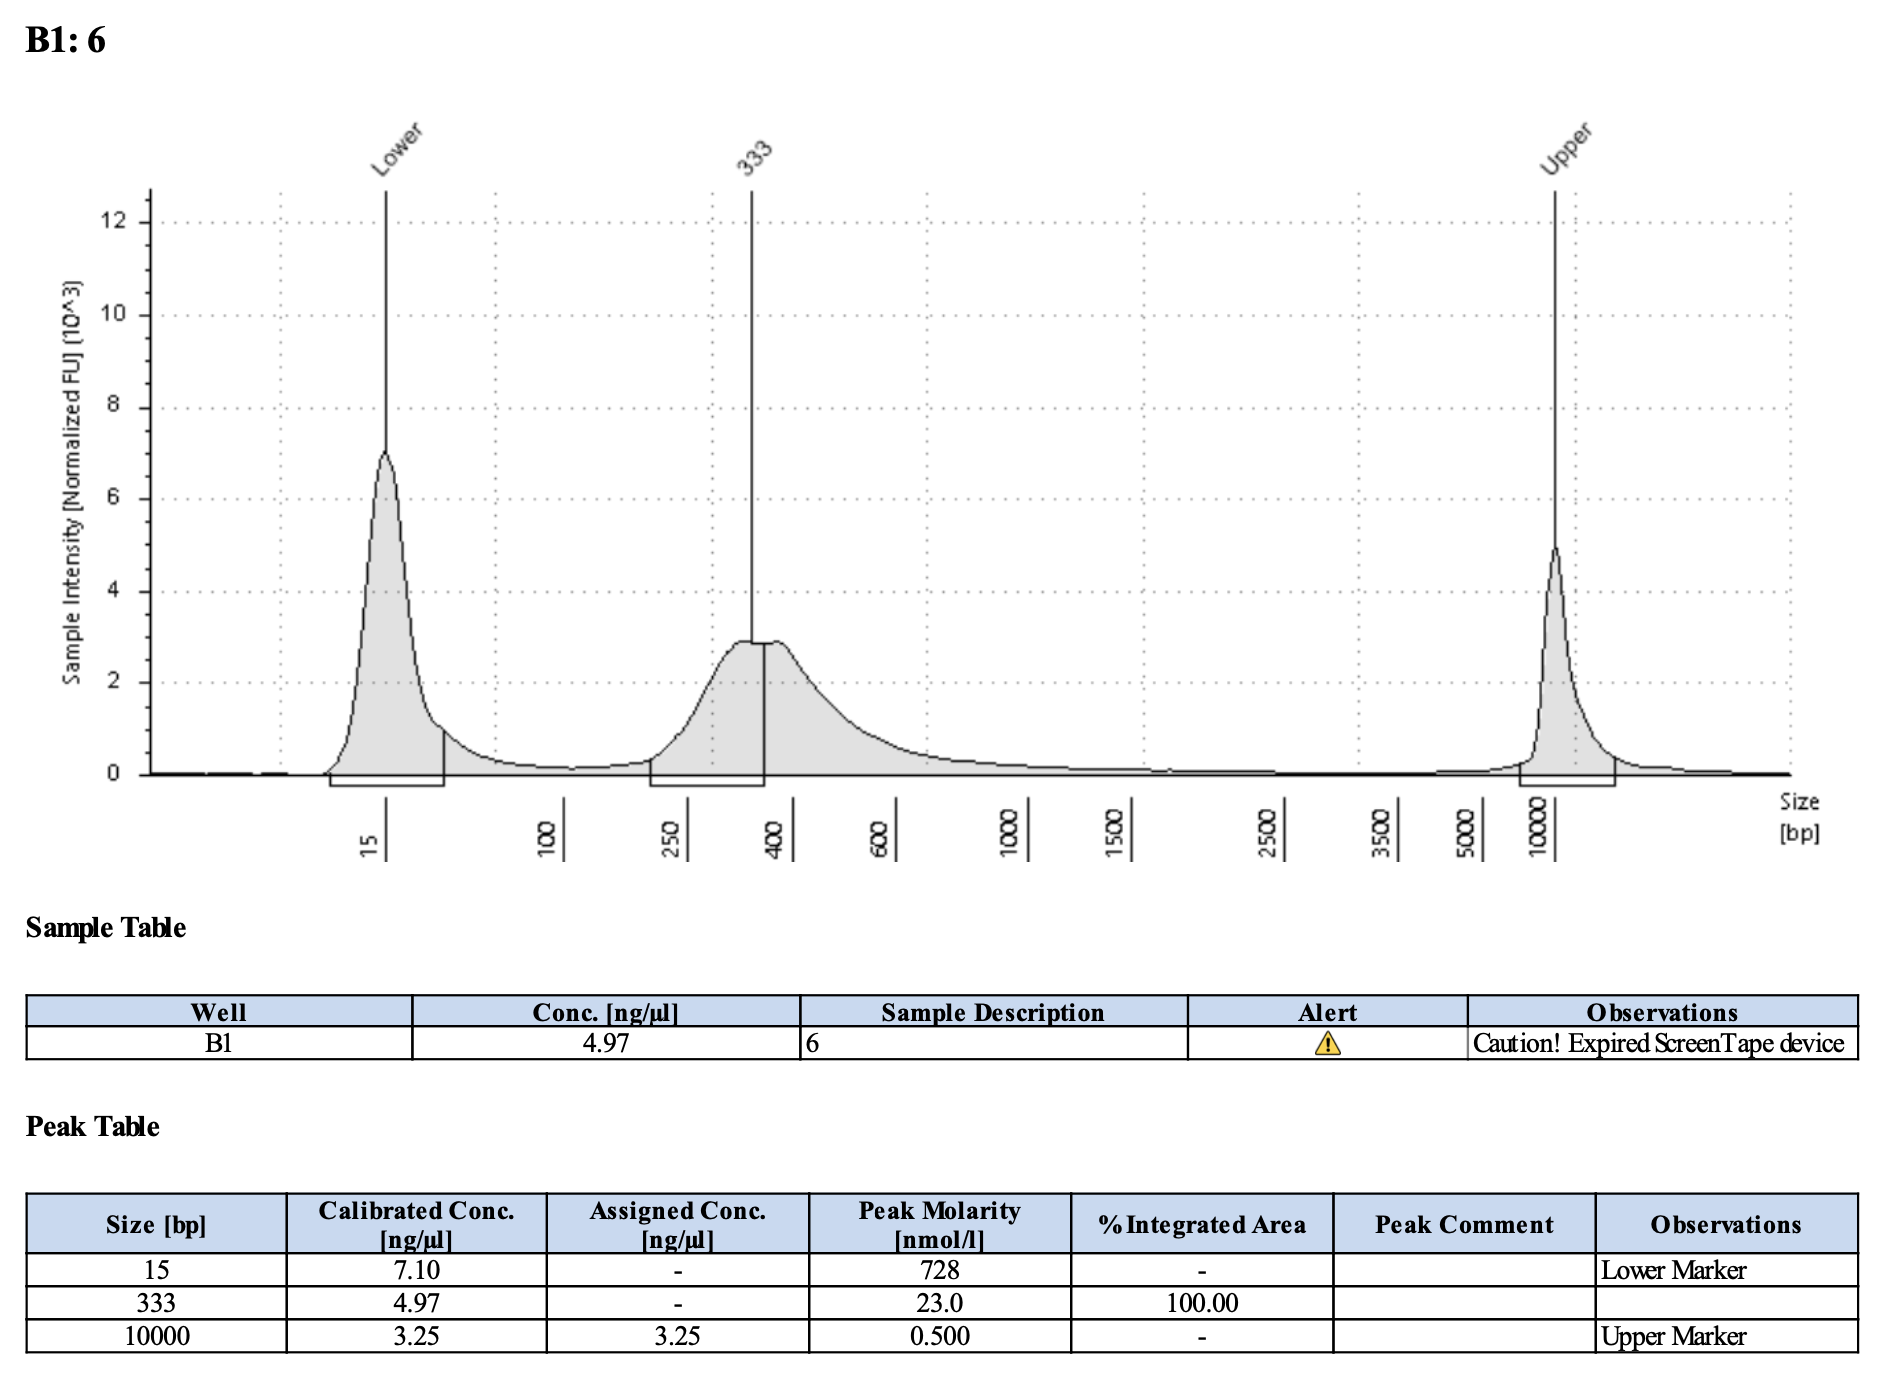 B1: 6
Lower
333
Upper
Sample Intensity [Normalized FU] (10^3)
12
10
8
6
4
2
0
15
100
250
400
600
1000
1500
2500
3500
5000
10000
Size
[bp]
Sample Table
Well Conc. [ng/µl] Sample Description Alert Observations
B1 4.97 6 Caution! Expired ScreenTape device
Peak Table
Size [bp] Calibrated Conc. [ng/µl] Assigned Conc. [ng/µl] Peak Molarity [nmol/l] % Integrated Area Peak Comment Observations
15 7.10 - 728 - Lower Marker
333 4.97 - 23.0 100.00
10000 3.25 3.25 0.500 - Upper Marker